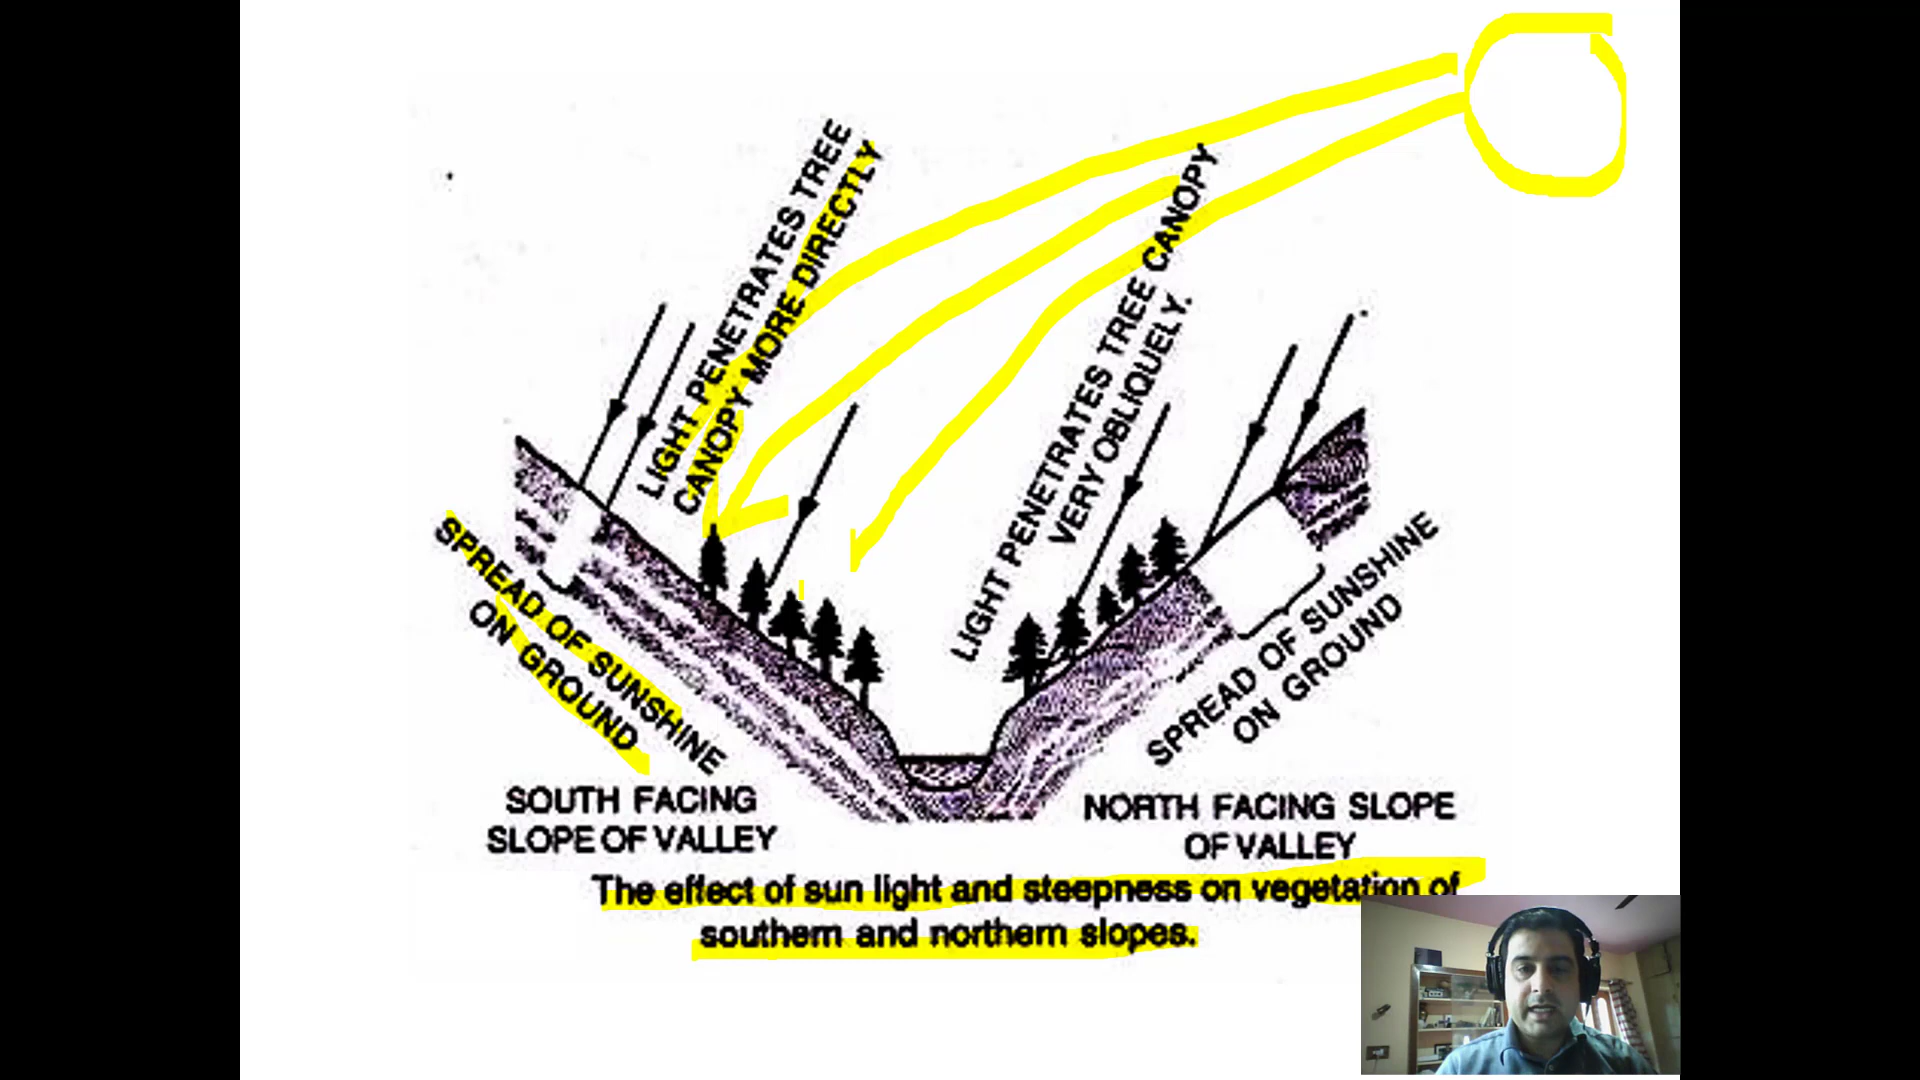 LIGHT PENETRATES TREE
CANOPY MORE DIRECTLY
LIGHT PENETRATES TREE CANOPY
VERY OBLIQUELY.
SPREAD OF SUNSHINE
ON GROUND
SPREAD OF SUNSHINE
ON GROUND
SOUTH FACING
SLOPE OF VALLEY
NORTH FACING SLOPE
OF VALLEY
The effect of sun light and steepness on vegetation of
southern and northern slopes.